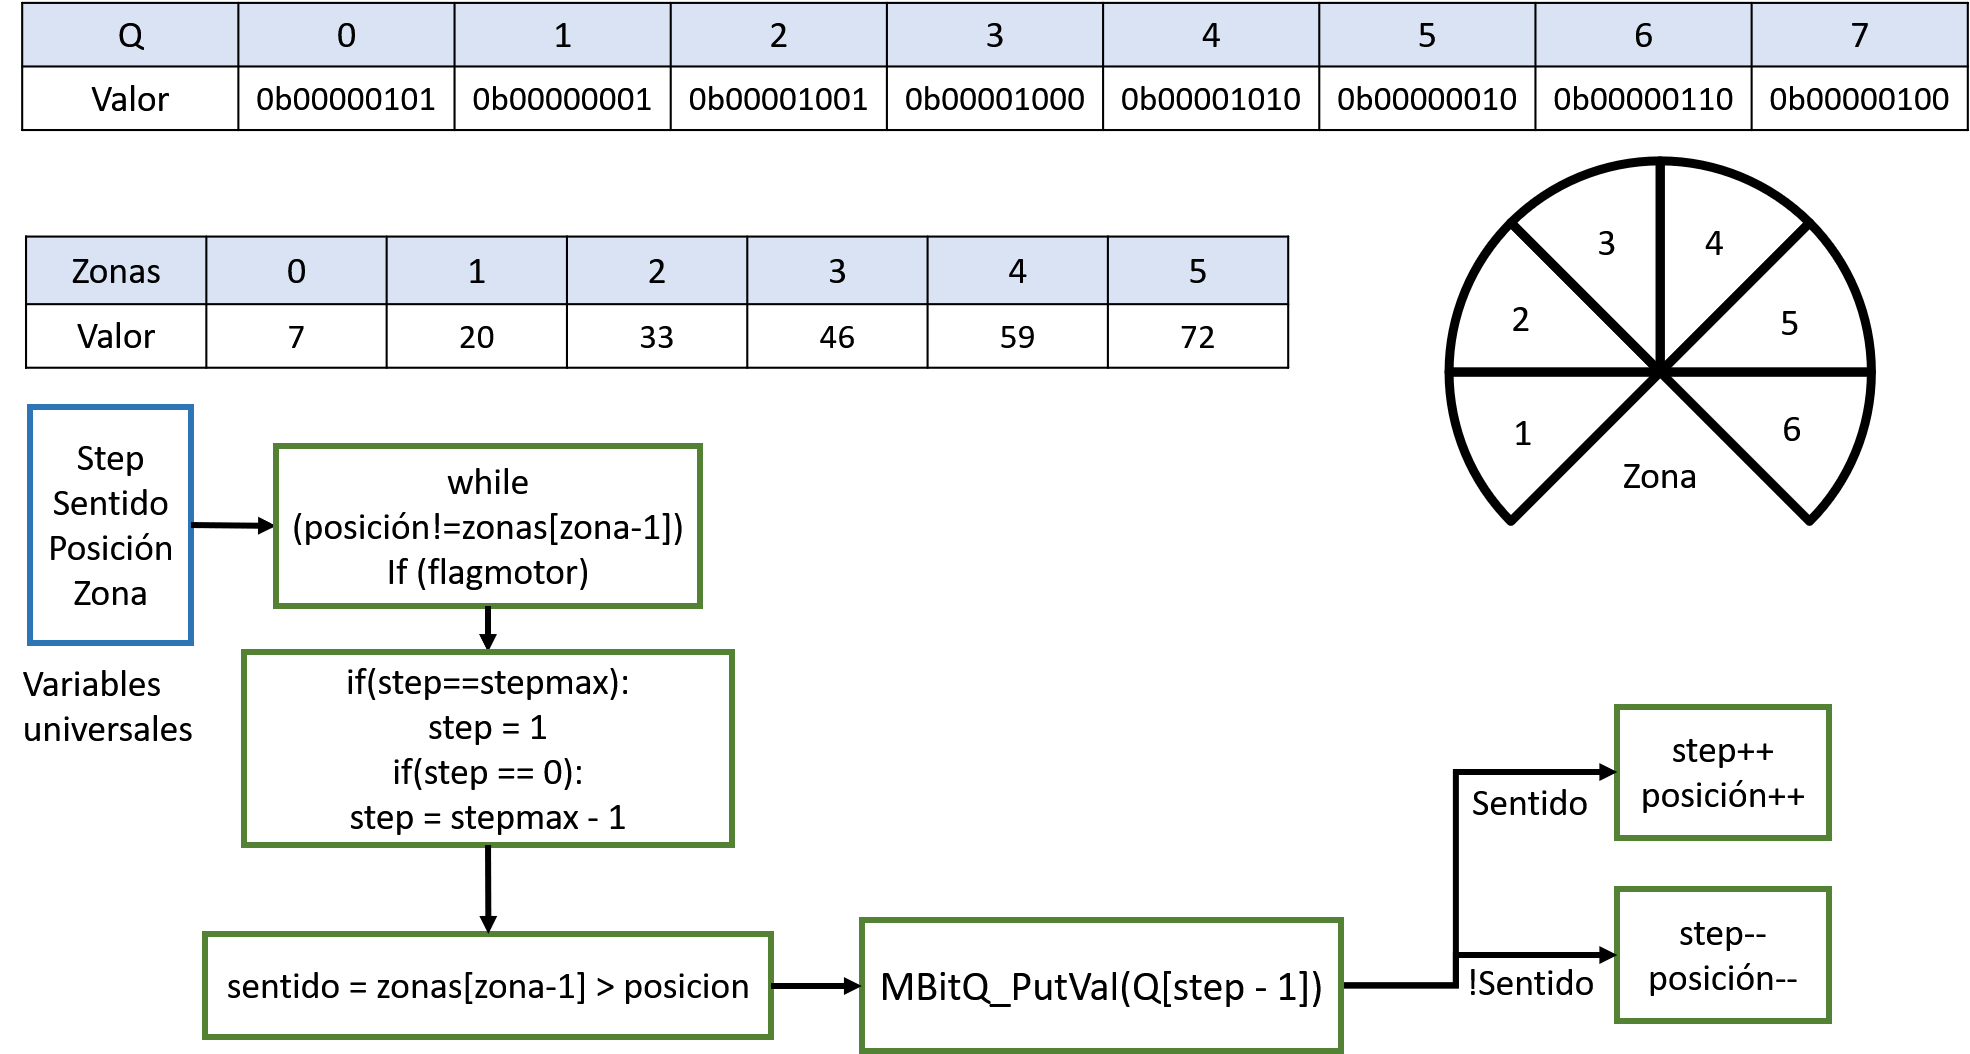 Q 0 1 2 3 4 5 6 7
Valor 0b00000101 0b00000001 0b00001001 0b00001000 0b00001010 0b00000010 0b00000110 0b00000100
Zonas 0 1 2 3 4 5
Valor 7 20 33 46 59 72
3 4
2 5
1 6
Zona
Step
Sentido
Posición
Zona
Variables
universales
while
(posición!=zonas[zona-1])
If (flagmotor)
if(step==stepmax):
step = 1
if(step == 0):
step = stepmax - 1
sentido = zonas[zona-1] > posicion
MBitQ_PutVal(Q[step - 1])
Sentido
!Sentido
step++
posición++
step--
posición--